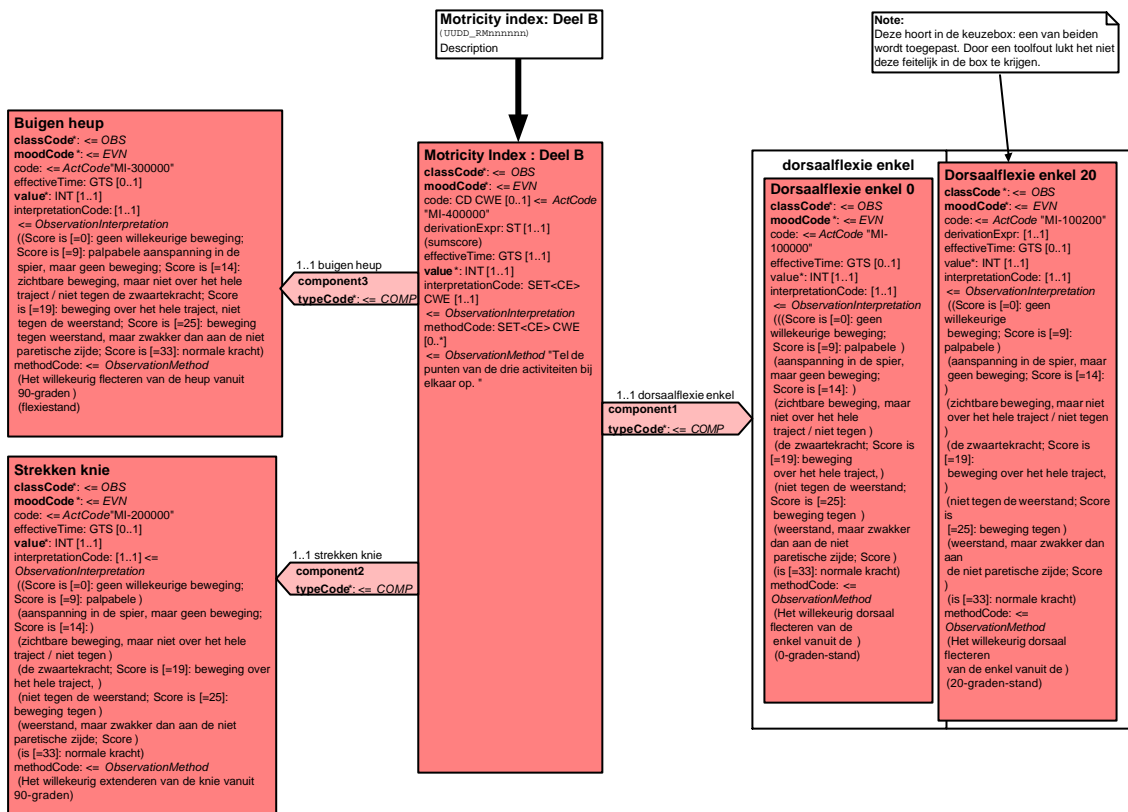 Motricity index: Deel B
(UUDD_RMnnnnnn)
Description
Note:
Deze hoort in de keuzebox: een van beiden
wordt toegepast. Door een toolfout lukt het niet
deze feitelijk in de box te krijgen.
Buigen heup
classCode*: <= OBS
moodCode*: <= EVN
code: <= ActCode"MI-300000"
effectiveTime: GTS [0..1]
value*: INT [1..1]
interpretationCode: [1..1]
<= ObservationInterpretation
((Score is [=0]: geen willekeurige beweging;
Score is [=9]: palpabele aanspanning in de
spier, maar geen beweging; Score is [=14]:
zichtbare beweging, maar niet over het hele
traject / niet tegen de zwaartekracht; Score
is [=19]: beweging over het hele traject, niet
tegen de weerstand; Score is [=25]: beweging
tegen weerstand, maar zwakker dan aan de niet
paretische zijde; Score is [=33]: normale kracht)
methodCode: <= ObservationMethod
(Het willekeurig flecteren van de heup vanuit
90-graden )
(flexiestand)
1..1 buigen heup
component3
typeCode*: <= COMP
Motricity Index : Deel B
classCode*: <= OBS
moodCode*: <= EVN
code: CD CWE [0..1] <= ActCode
"MI-400000"
derivationExpr: ST [1..1]
(sumscore)
effectiveTime: GTS [0..1]
value*: INT [1..1]
interpretationCode: SET<CE>
CWE [1..1]
<= ObservationInterpretation
methodCode: SET<CE> CWE
[0..*]
<= ObservationMethod "Tel de
punten van de drie activiteiten bij
elkaar op. "
1..1 dorsaalflexie enkel
component1
typeCode*: <= COMP
dorsaalflexie enkel
Dorsaalflexie enkel 0
classCode*: <= OBS
moodCode*: <= EVN
code: <= ActCode "MI-
100000"
effectiveTime: GTS [0..1]
value*: INT [1..1]
interpretationCode: [1..1]
<= ObservationInterpretation
(((Score is [=0]: geen
willekeurige beweging;
Score is [=9]: palpabele )
(aanspanning in de spier,
maar geen beweging;
Score is [=14]: )
(zichtbare beweging, maar
niet over het hele
traject / niet tegen )
(de zwaartekracht; Score is
[=19]: beweging
over het hele traject,)
(niet tegen de weerstand;
Score is [=25]:
beweging tegen )
(weerstand, maar zwakker
dan aan de niet
paretische zijde; Score )
(is [=33]: normale kracht)
methodCode: <=
ObservationMethod
(Het willekeurig dorsaal
flecteren van de
enkel vanuit de )
(0-graden-stand)
Dorsaalflexie enkel 20
classCode*: <= OBS
moodCode*: <= EVN
code: <= ActCode "MI-100200"
derivationExpr: [1..1]
effectiveTime: GTS [0..1]
value*: INT [1..1]
interpretationCode: [1..1]
<= ObservationInterpretation
((Score is [=0]: geen
willekeurige
beweging; Score is [=9]:
palpabele )
(aanspanning in de spier, maar
geen beweging; Score is [=14]:
)
(zichtbare beweging, maar niet
over het hele traject / niet tegen
)
(de zwaartekracht; Score is
[=19]:
beweging over het hele traject,
)
(niet tegen de weerstand; Score
is
[=25]: beweging tegen )
(weerstand, maar zwakker dan
aan
de niet paretische zijde; Score
)
(is [=33]: normale kracht)
methodCode: <=
ObservationMethod
(Het willekeurig dorsaal
flecteren
van de enkel vanuit de )
(20-graden-stand)
Strekken knie
classCode*: <= OBS
moodCode*: <= EVN
code: <= ActCode"MI-200000"
effectiveTime: GTS [0..1]
value*: INT [1..1]
interpretationCode: [1..1] <=
ObservationInterpretation
((Score is [=0]: geen willekeurige beweging;
Score is [=9]: palpabele )
(aanspanning in de spier, maar geen beweging;
Score is [=14]: )
(zichtbare beweging, maar niet over het hele
traject / niet tegen )
(de zwaartekracht; Score is [=19]: beweging over
het hele traject, )
(niet tegen de weerstand; Score is [=25]:
beweging tegen )
(weerstand, maar zwakker dan aan de niet
paretische zijde; Score )
(is [=33]: normale kracht)
methodCode: <= ObservationMethod
(Het willekeurig extenderen van de knie vanuit
90-graden)
1..1 strekken knie
component2
typeCode*: <= COMP